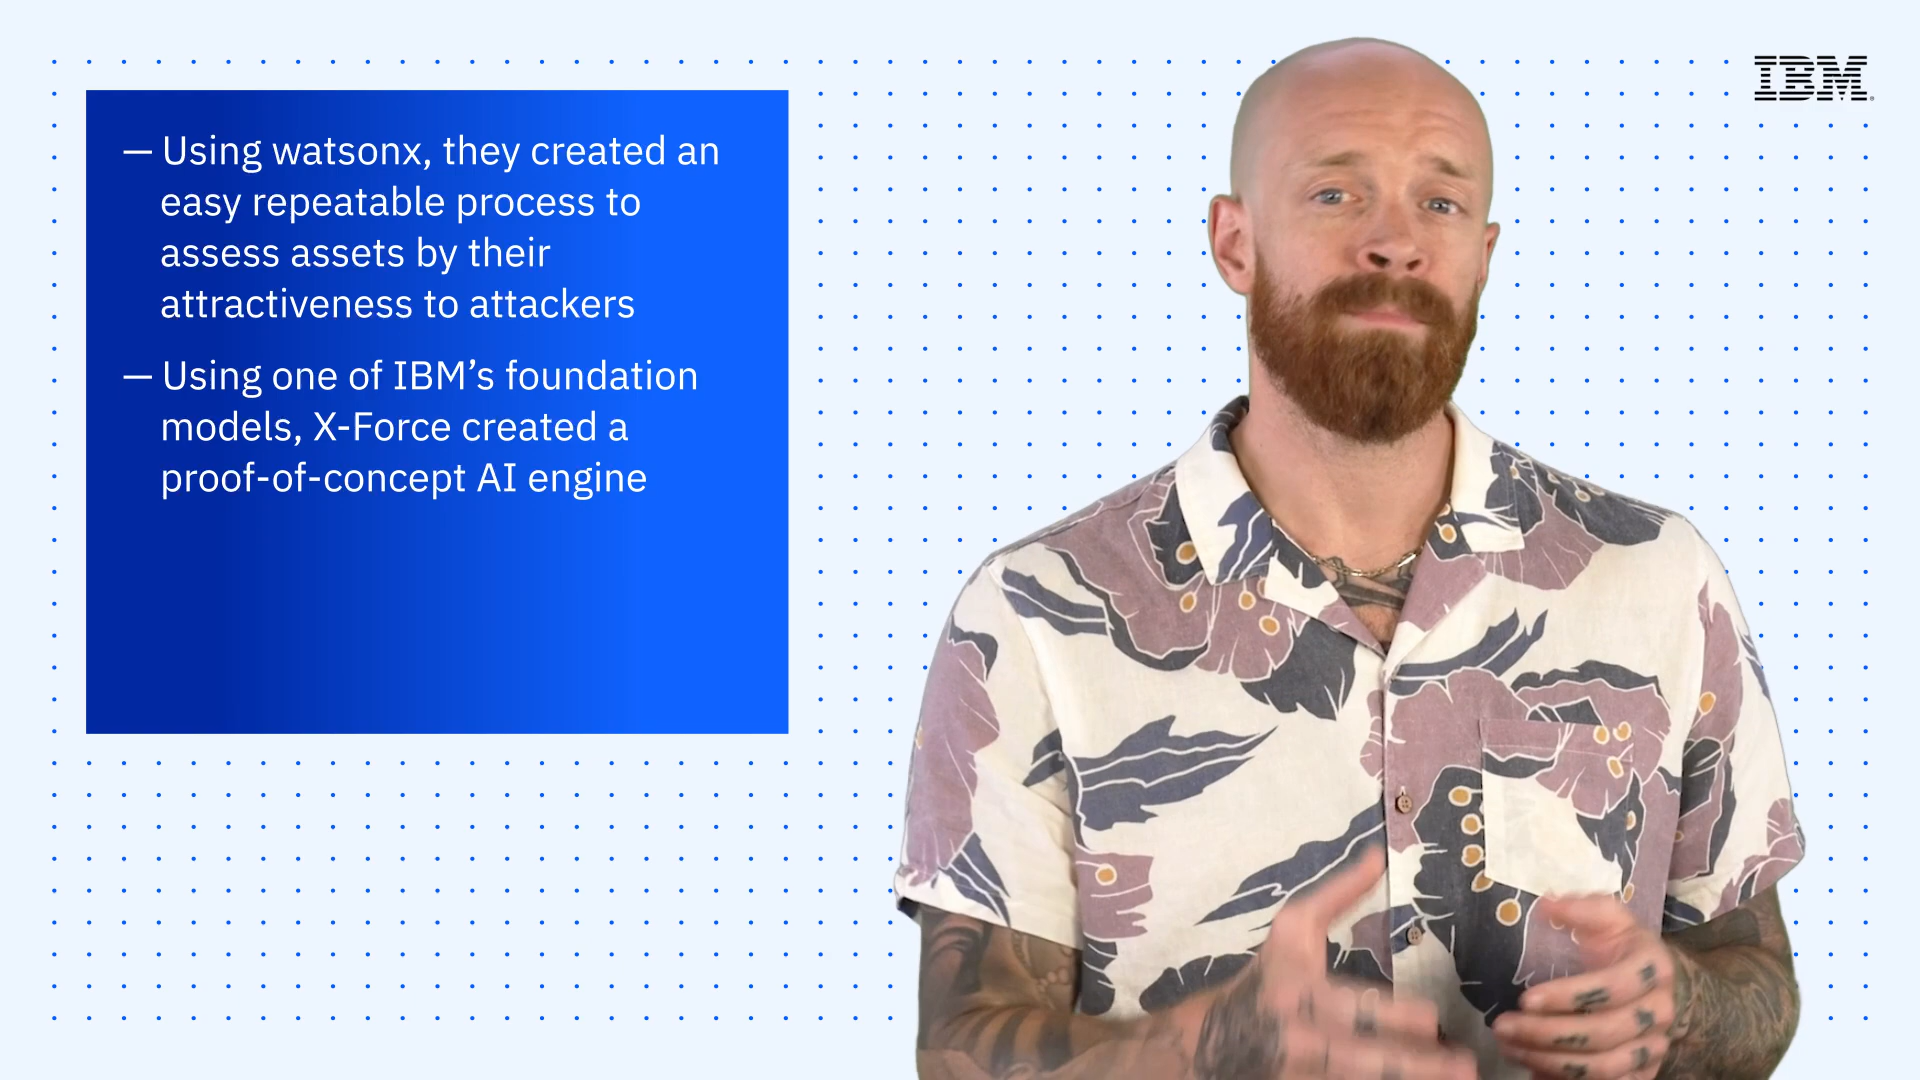 IBM
— Using watsonx, they created an
easy repeatable process to
assess assets by their
attractiveness to attackers
— Using one of IBM’s foundation
models, X-Force created a
proof-of-concept AI engine